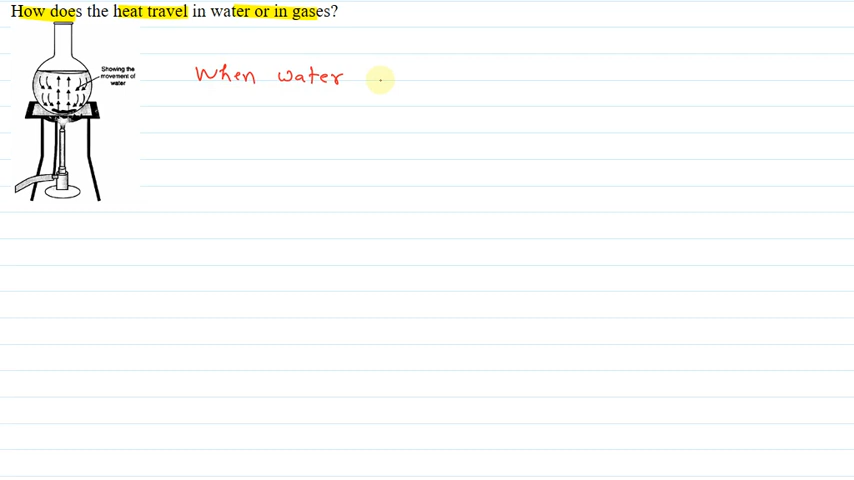 How does the heat travel in water or in gases?
Showing the
movement of
water
When water